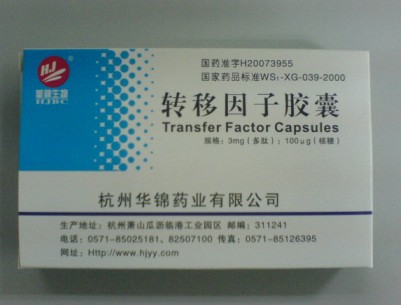 国药准字H20073955
国家药品标准WS₁-XG-039-2000
HJ
HJBC
转移因子胶囊
Transfer Factor Capsules
规格：3mg（多肽）：100μg（核糖）
杭州华锦药业有限公司
生产地址：杭州萧山瓜沥临港工业园区 邮编：311241
电话：0571-85025181、82507100 传真：0571-85126395
网址：Http://www.hjyy.com